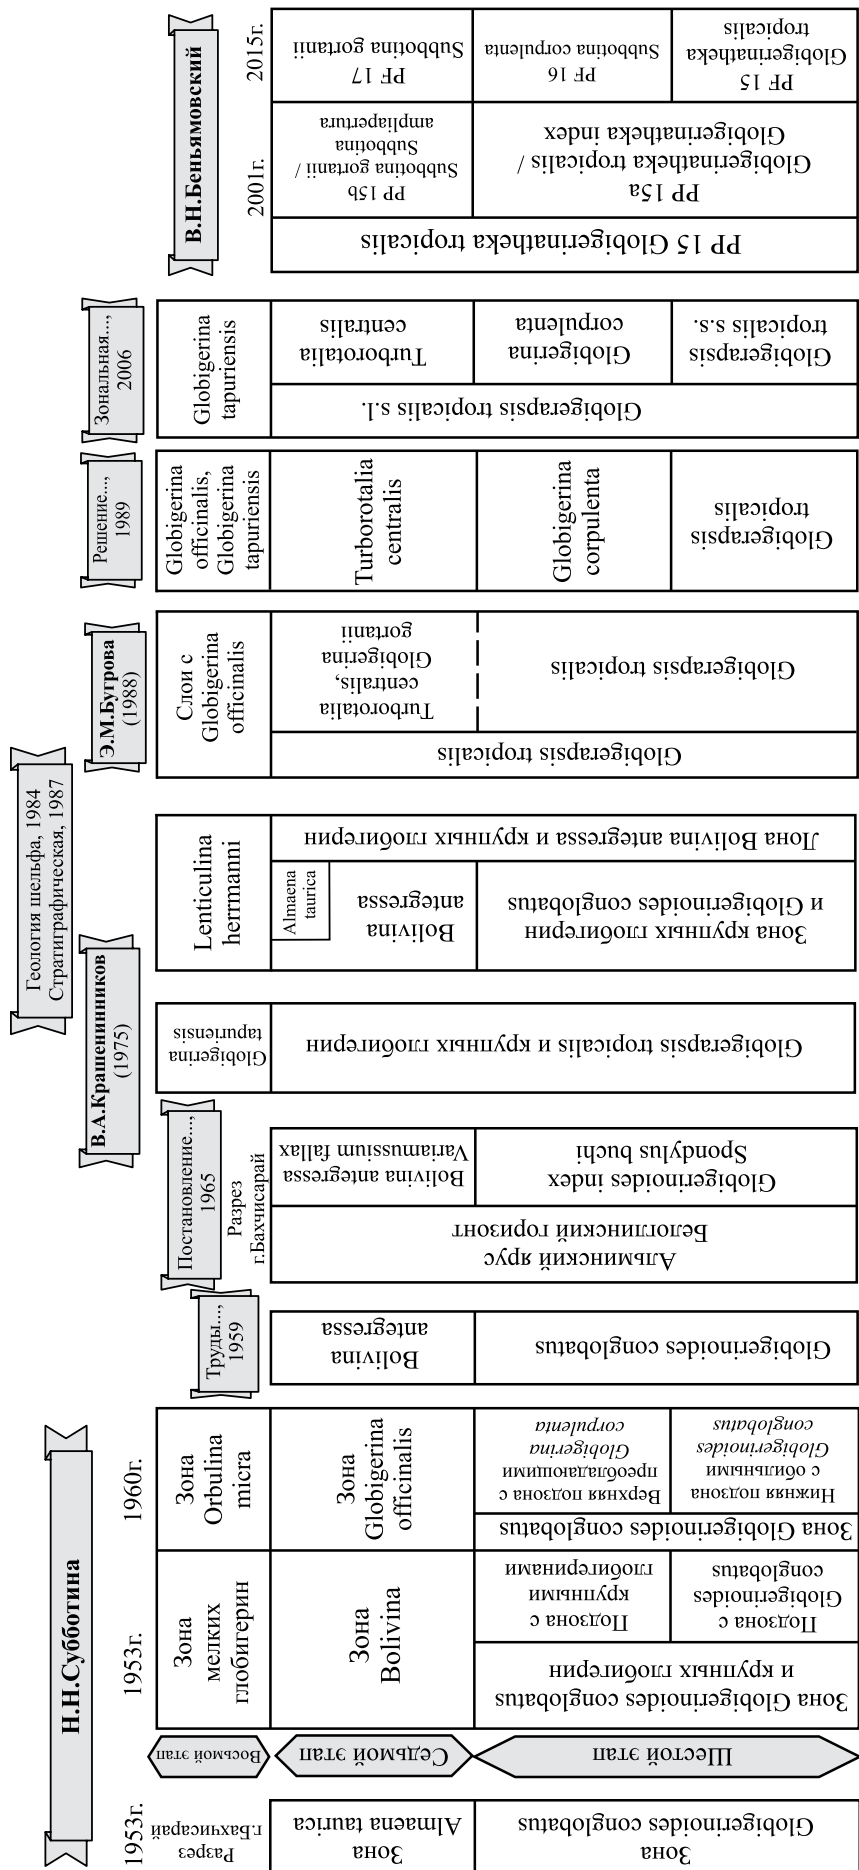 Н.Н.Субботина
1953г.
Разрез
г.Бахчисарай
Зона
Almaena taurica
Зона
Globigerinoides conglobatus
Восьмой этап
Седьмой этап
Шестой этап
1953г.
Зона
мелких
глобигерин
Зона
Bolivina
Зона Globigerinoides conglobatus
и крупных глобигерин
Подзона с
крупными
глобигеринами
Подзона с
Globigerinoides
conglobatus
1960г.
Зона
Orbulina
micra
Зона
Globigerina
officinalis
Зона Globigerinoides conglobatus
Верхняя подзона с
преобладающими
Globigerina
corpulenta
Нижняя подзона
с обильными
Globigerinoides
conglobatus
Труды...,
1959
Bolivina
antegressa
Globigerinoides conglobatus
Постановление...,
1965
Разрез
г.Бахчисарай
Альминский ярус
Белоглинский горизонт
Bolivina antegressa
Variamussium fallax
Globigerinoides index
Spondylus buchi
В.А.Крашенинников
(1975)
Globigerina
tapuriensis
Globigerapsis tropicalis и крупных глобигерин
Геология шельфа, 1984
Стратиграфическая, 1987
Lenticulina
herrmanni
Almaena
taurica
Bolivina
antegressa
Зона крупных глобигерин
и Globigerinoides conglobatus
Лона Bolivina antegressa и крупных глобигерин
Э.М.Бугрова
(1988)
Слои с
Globigerina
officinalis
Globigerapsis tropicalis
Turborotalia
centralis,
Globigerina
gortanii
Globigerapsis tropicalis
Решение...,
1989
Globigerina
officinalis,
Globigerina
tapuriensis
Turborotalia
centralis
Globigerina
corpulenta
Globigerapsis
tropicalis
Зональная...,
2006
Globigerina
tapuriensis
Globigerapsis tropicalis s.l.
Turborotalia
centralis
Globigerina
corpulenta
Globigerapsis
tropicalis s.s.
В.Н.Беньямовский
2001г.
PP 15 Globigerinatheka tropicalis
PP 15b
Subbotina gortanii /
Subbotina
ampliapertura
PP 15a
Globigerinatheka tropicalis /
Globigerinatheka index
2015г.
PF 17
Subbotina gortanii
PF 16
Subbotina corpulenta
PF 15
Globigerinatheka
tropicalis